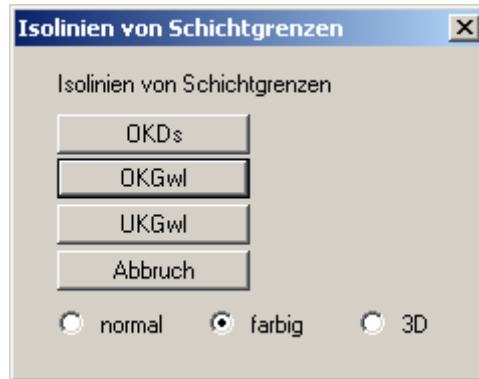 Isolinien von Schichtgrenzen
Isolinien von Schichtgrenzen
OKDs
OKGwl
UKGwl
Abbruch
normal farbig 3D